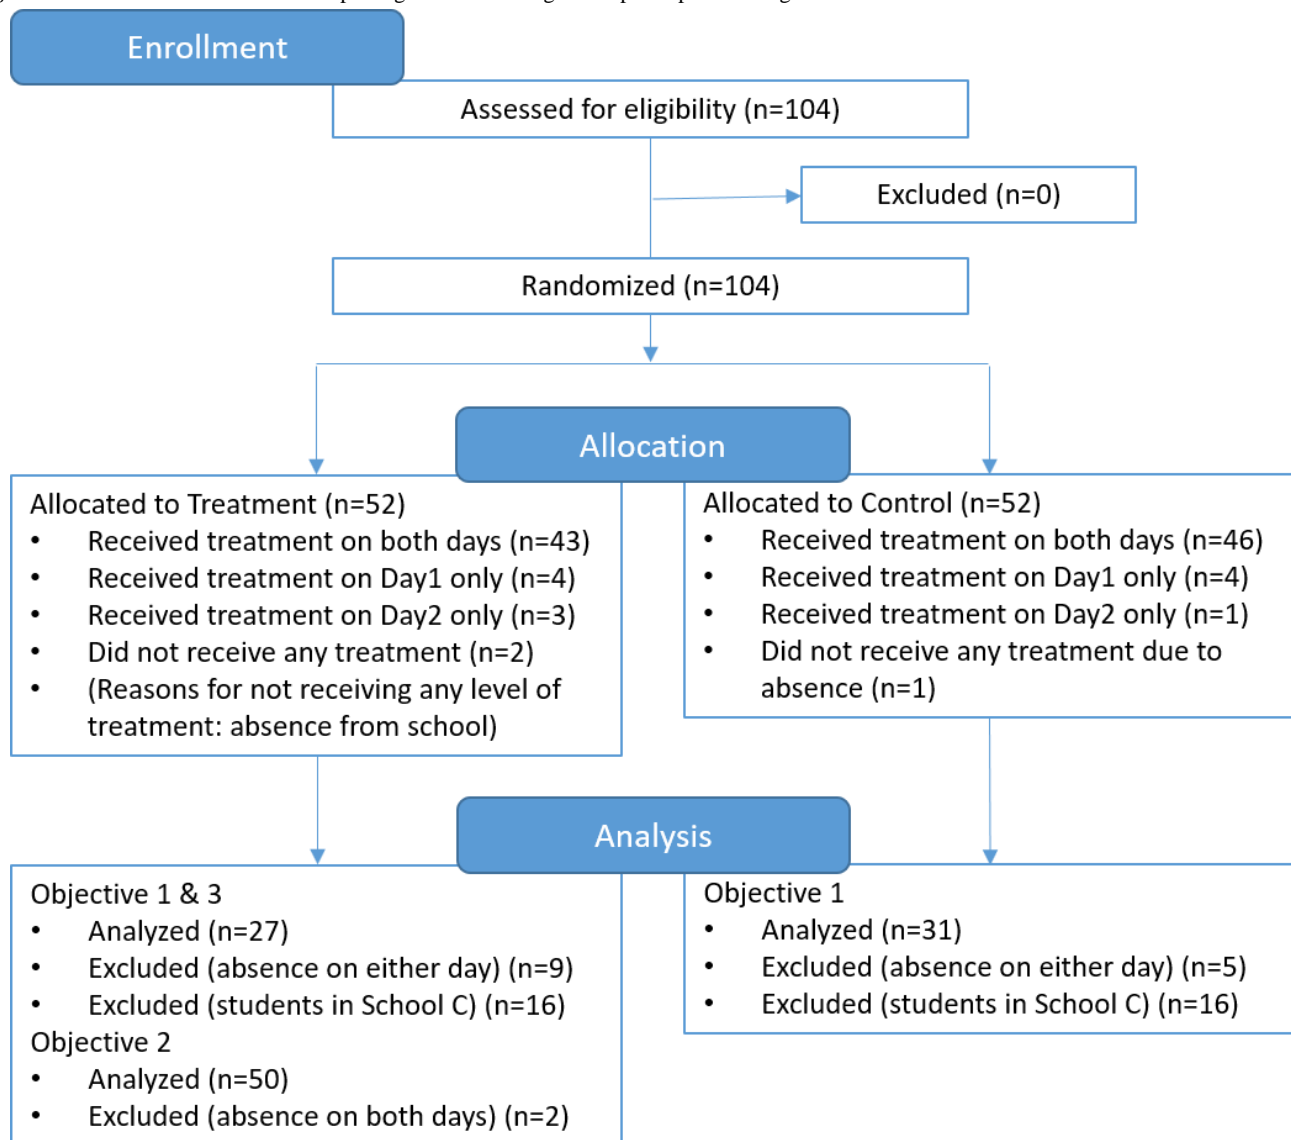 Enrollment
Assessed for eligibility (n=104)
Excluded (n=0)
Randomized (n=104)
Allocation
Allocated to Treatment (n=52)
• Received treatment on both days (n=43)
• Received treatment on Day1 only (n=4)
• Received treatment on Day2 only (n=3)
• Did not receive any treatment (n=2)
• (Reasons for not receiving any level of
treatment: absence from school)
Allocated to Control (n=52)
• Received treatment on both days (n=46)
• Received treatment on Day1 only (n=4)
• Received treatment on Day2 only (n=1)
• Did not receive any treatment due to
absence (n=1)
Analysis
Objective 1 & 3
• Analyzed (n=27)
• Excluded (absence on either day) (n=9)
• Excluded (students in School C) (n=16)
Objective 2
• Analyzed (n=50)
• Excluded (absence on both days) (n=2)
Objective 1
• Analyzed (n=31)
• Excluded (absence on either day) (n=5)
• Excluded (students in School C) (n=16)